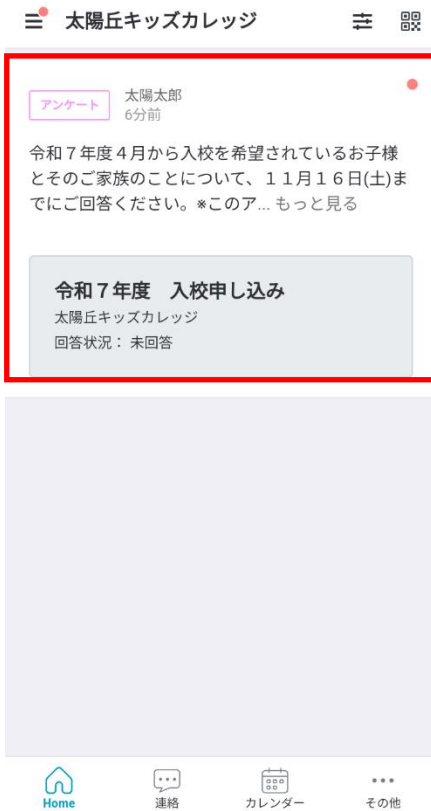 太陽丘キッズカレッジ
アンケート
太陽太郎
6分前
令和７年度４月から入校を希望されているお子様
とそのご家族のことについて、１１月１６日(土)ま
でにご回答ください。※このア... もっと見る
令和７年度　入校申し込み
太陽丘キッズカレッジ
回答状況： 未回答
Home
連絡
カレンダー
その他